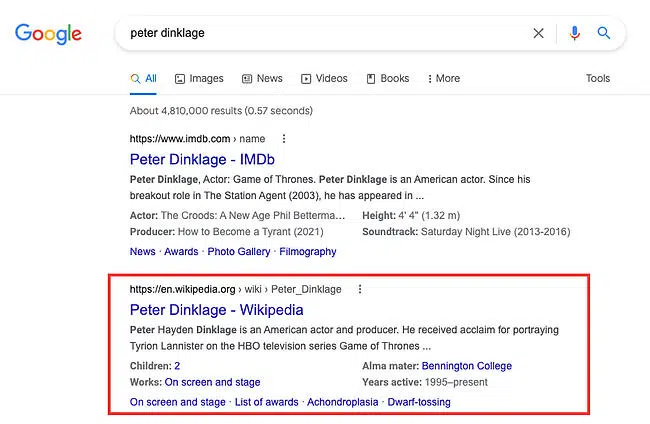 Google
peter dinklage
All Images News Videos Books More Tools
About 4,810,000 results (0.57 seconds)
https://www.imdb.com › name
Peter Dinklage - IMDb
Peter Dinklage, Actor: Game of Thrones. Peter Dinklage is an American actor. Since his
breakout role in The Station Agent (2003), he has appeared in ...
Actor: The Croods: A New Age Phil Betterma... Height: 4' 4" (1.32 m)
Producer: How to Become a Tyrant (2021) Soundtrack: Saturday Night Live (2013-2016)
News · Awards · Photo Gallery · Filmography
https://en.wikipedia.org › wiki › Peter_Dinklage
Peter Dinklage - Wikipedia
Peter Hayden Dinklage is an American actor and producer. He received acclaim for portraying
Tyrion Lannister on the HBO television series Game of Thrones ...
Children: 2 Alma mater: Bennington College
Works: On screen and stage Years active: 1995–present
On screen and stage · List of awards · Achondroplasia · Dwarf-tossing